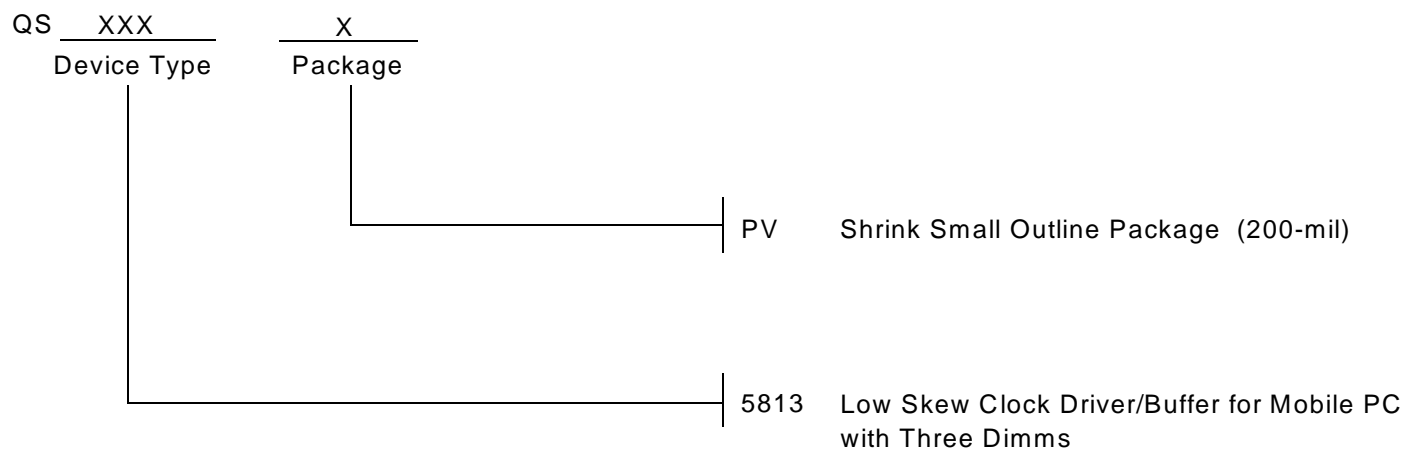 QS XXX X
Device Type Package
PV Shrink Small Outline Package (200-mil)
5813 Low Skew Clock Driver/Buffer for Mobile PC
with Three Dimms